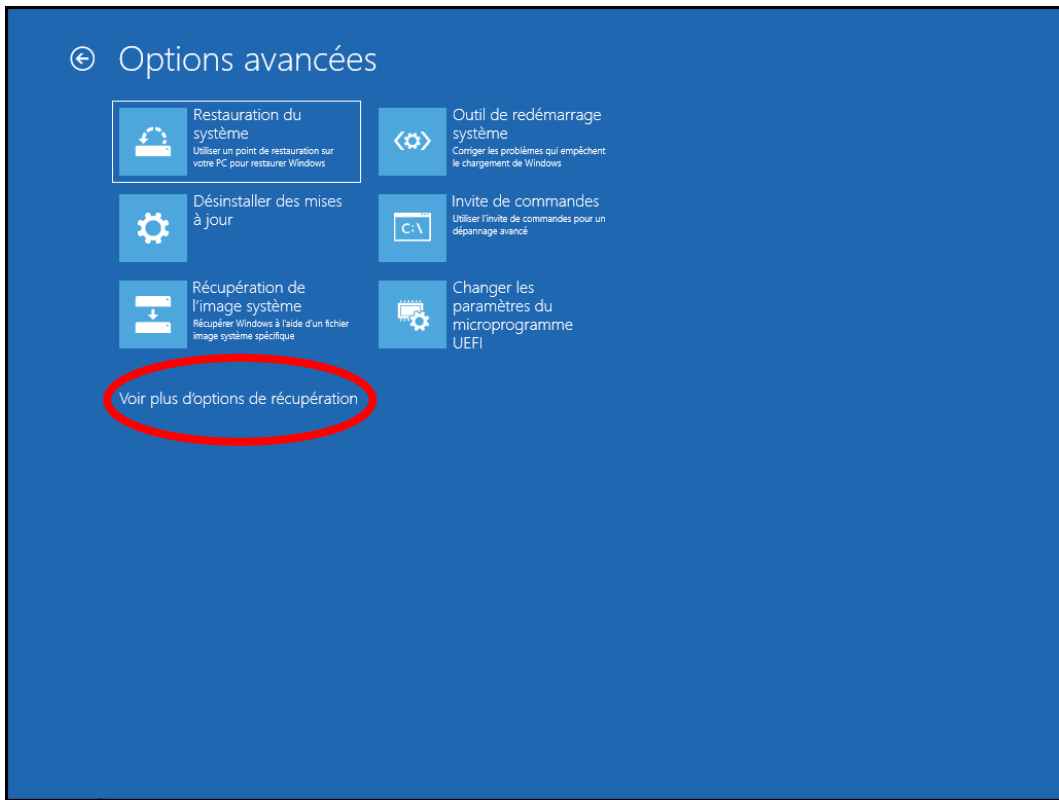 Options avancées
Restauration du
système
Utiliser un point de restauration sur
votre PC pour restaurer Windows
Outil de redémarrage
système
Corriger les problèmes qui empêchent
le chargement de Windows
Désinstaller des mises
à jour
C:\
Invite de commandes
Utiliser l'invite de commandes pour un
dépannage avancé
Récupération de
l'image système
Récupérer Windows à l'aide d'un fichier
image système spécifique
Changer les
paramètres du
microprogramme
UEFI
Voir plus d'options de récupération